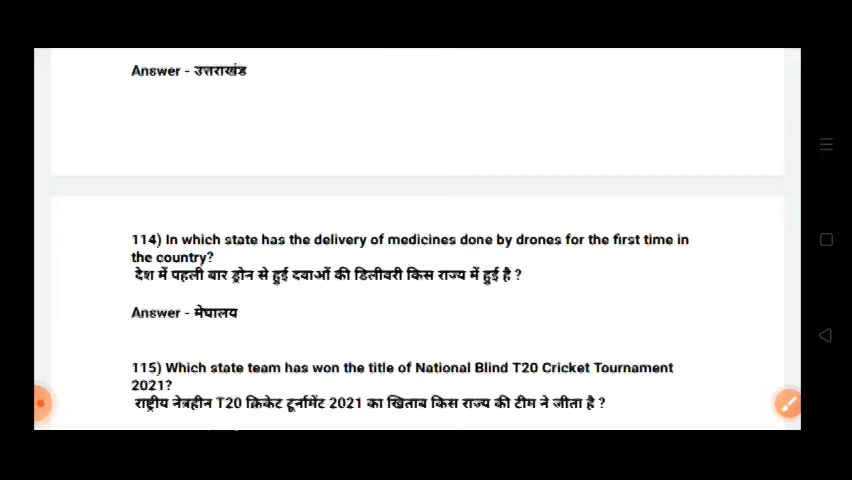 Answer - उत्तराखंड
114) In which state has the delivery of medicines done by drones for the first time in
the country?
देश में पहली बार ड्रोन से हुई दवाओं की डिलीवरी किस राज्य में हुई है ?
Answer - मेघालय
115) Which state team has won the title of National Blind T20 Cricket Tournament
2021?
राष्ट्रीय नेत्रहीन T20 क्रिकेट टूर्नामेंट 2021 का खिताब किस राज्य की टीम ने जीता है ?